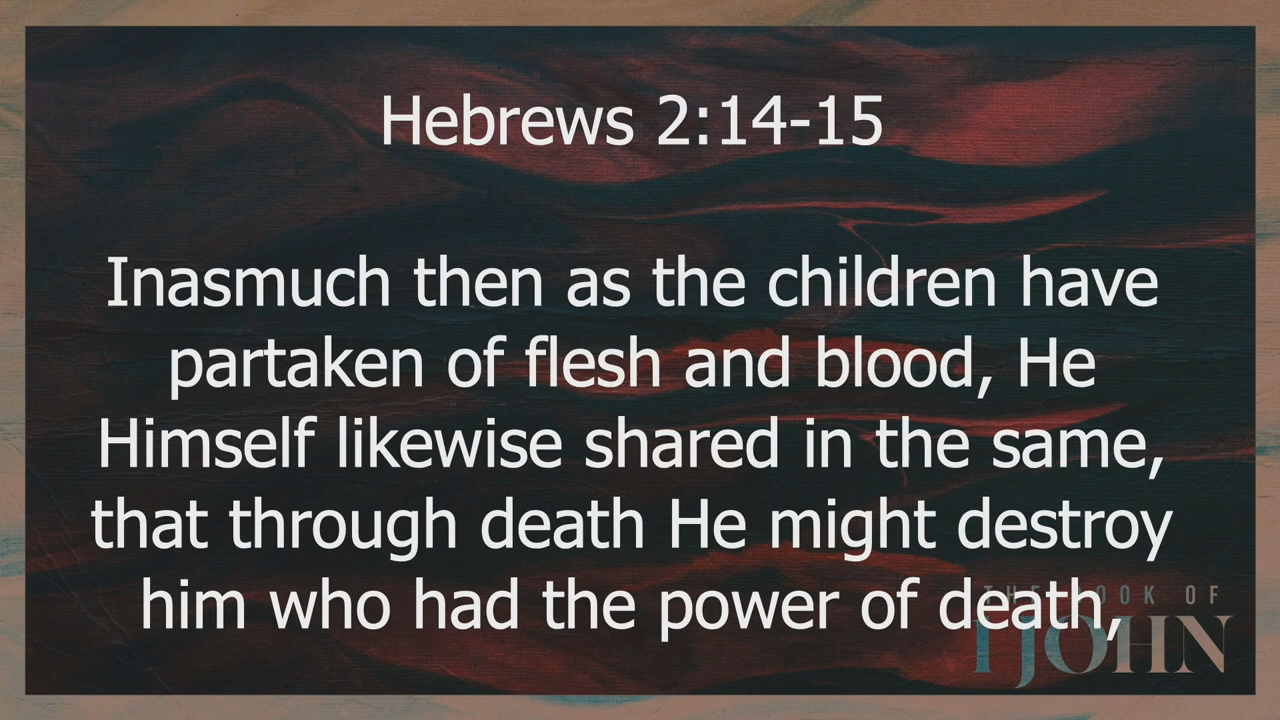 Hebrews 2:14-15
Inasmuch then as the children have
partaken of flesh and blood, He
Himself likewise shared in the same,
that through death He might destroy
him who had the power of death,
THE BOOK OF
1 JOHN